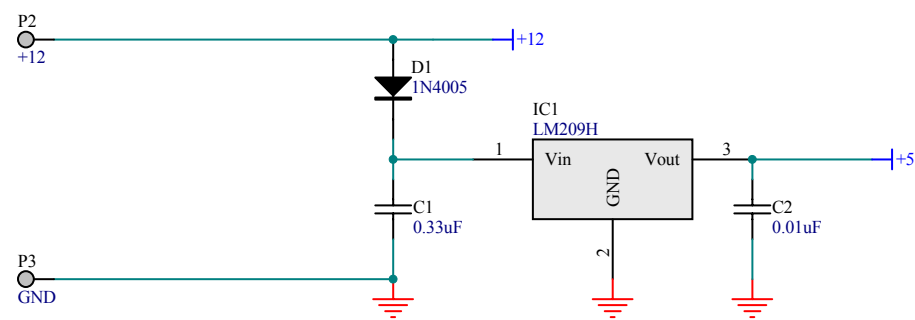 P2
+12
+12
D1
1N4005
IC1
LM209H
1
Vin
Vout
3
+5
GND
C1
0.33uF
C2
0.01uF
2
P3
GND